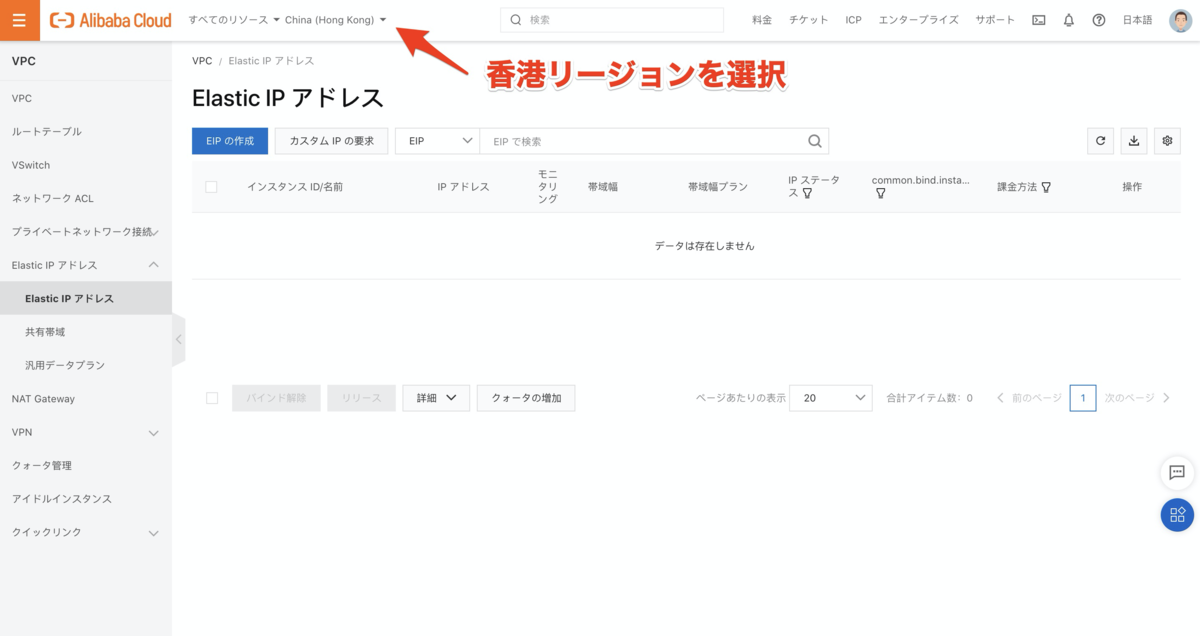 Alibaba Cloud
すべてのリソース
China (Hong Kong)
検索
料金
チケット
ICP
エンタープライズ
サポート
日本語
香港リージョンを選択
VPC
VPC
ルートテーブル
VSwitch
ネットワーク ACL
プライベートネットワーク接続
Elastic IP アドレス
Elastic IP アドレス
共有帯域
汎用データプラン
NAT Gateway
VPN
クォータ管理
アイドルインスタンス
クイックリンク
VPC / Elastic IP アドレス
Elastic IP アドレス
EIP の作成
カスタム IP の要求
EIP
EIP で検索
インスタンス ID/名前
IP アドレス
モニ
タリ
ング
帯域幅
帯域幅プラン
IP ステータ
ス
common.bind.insta...
課金方法
操作
データは存在しません
バインド解除
リリース
詳細
クォータの増加
ページあたりの表示
20
合計アイテム数: 0
前のページ
1
次のページ